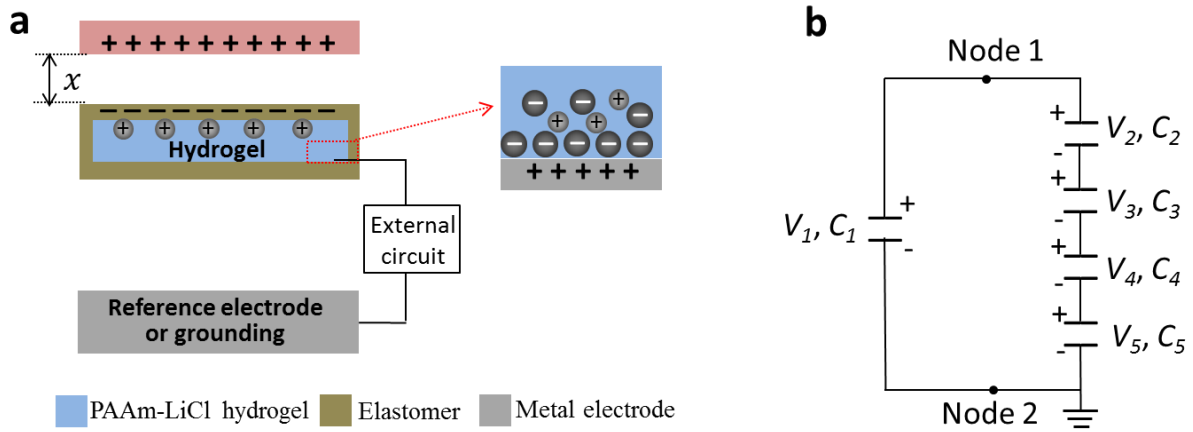 a
+ + + + + + + + + +
x
− − − − − − − − − −
+ + + + +
Hydrogel
External
circuit
Reference electrode
or grounding
− − + −
+ +
− − − − −
+ + + + +
PAAm-LiCl hydrogel
Elastomer
Metal electrode
b
Node 1
+
-
V₂, C₂
+
-
V₃, C₃
V₁, C₁
+
-
+
-
V₄, C₄
+
-
V₅, C₅
Node 2